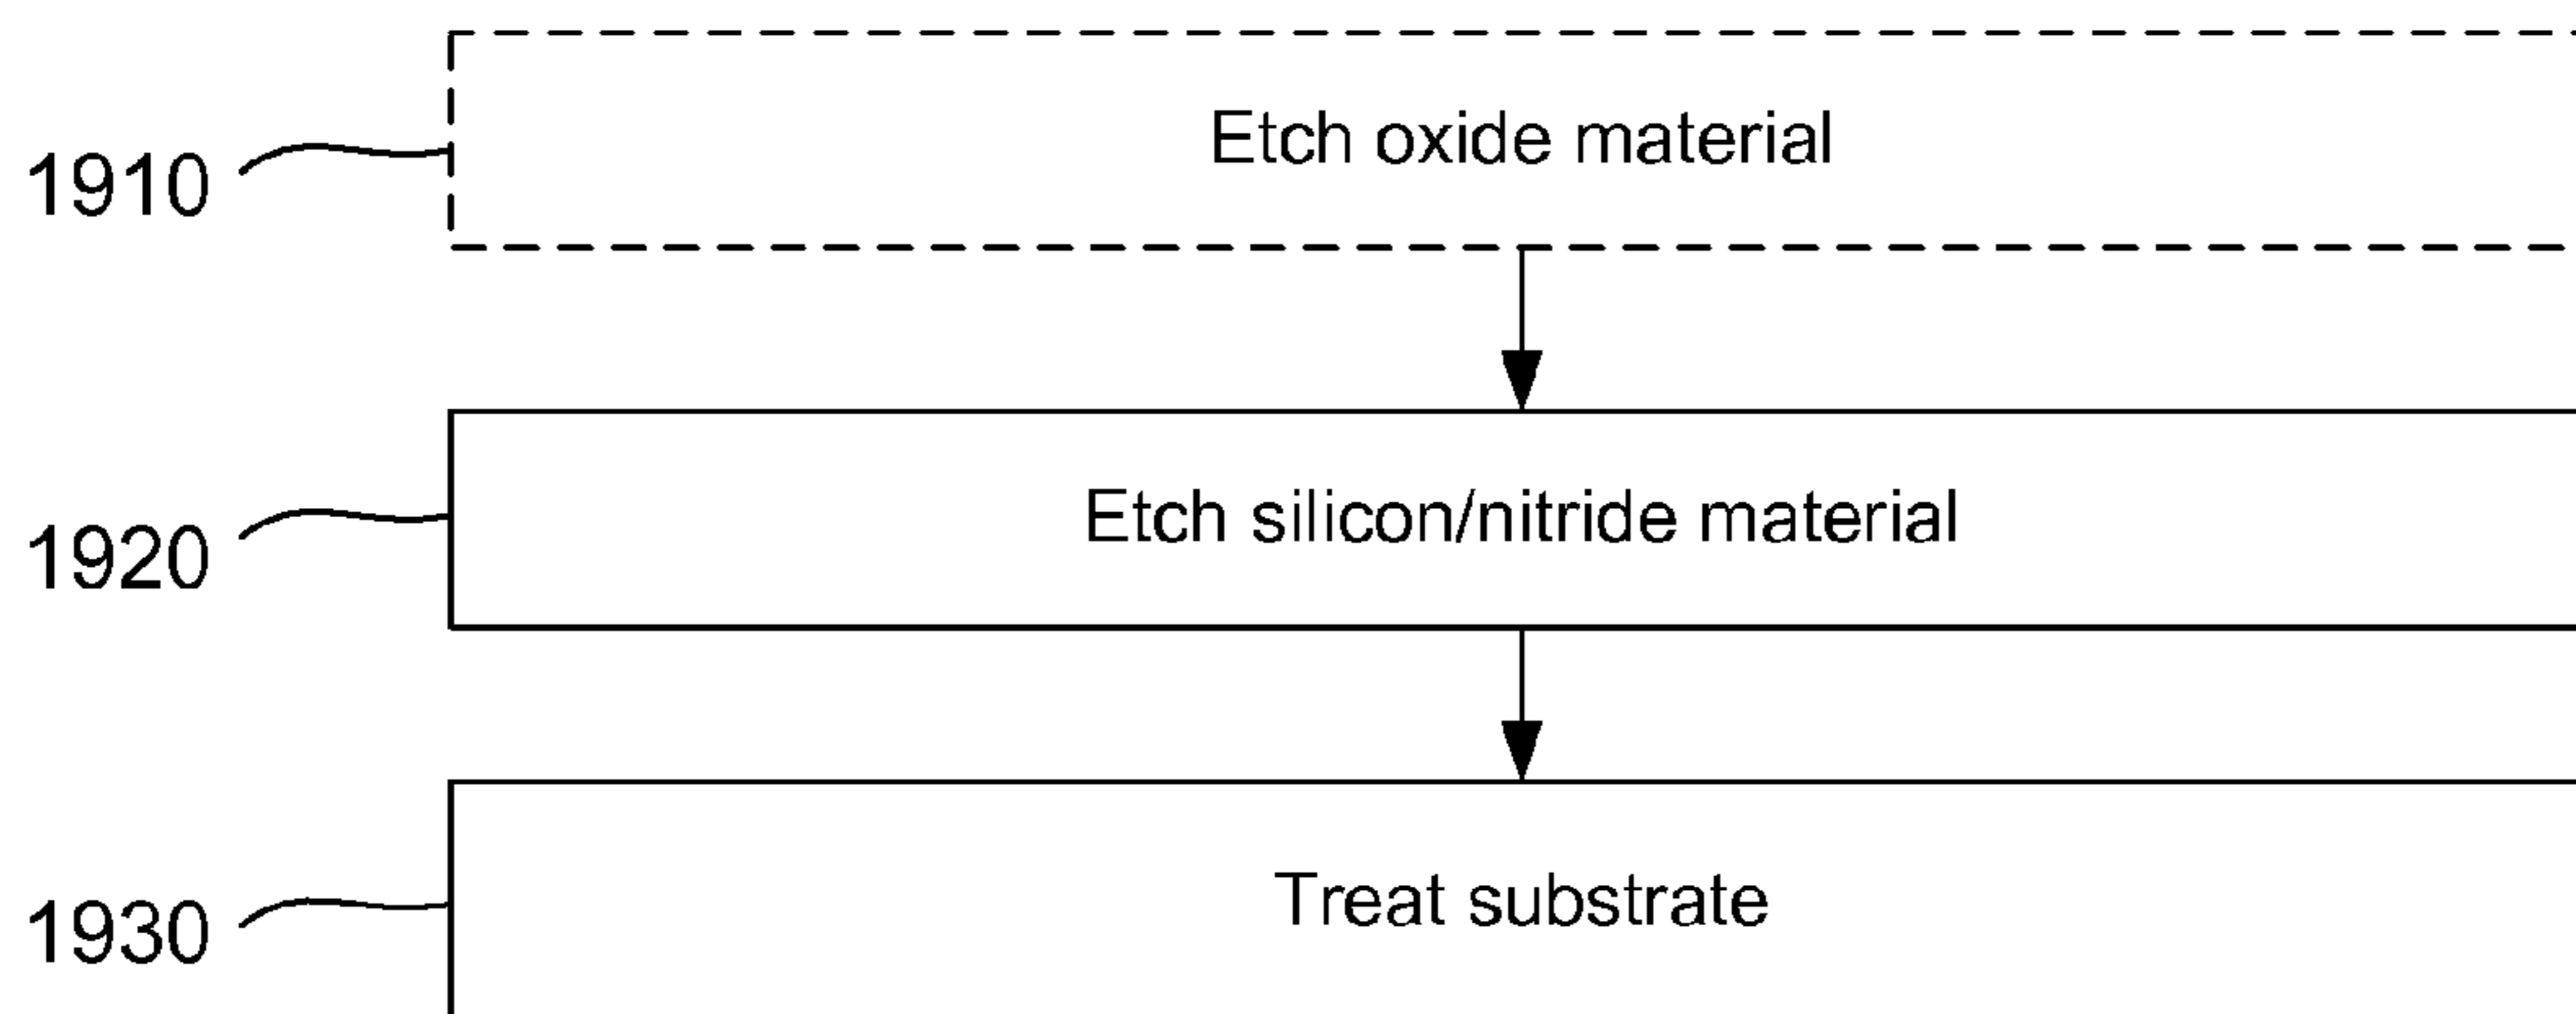 Etch oxide material
1910
Etch silicon/nitride material
1920
Treat substrate
1930